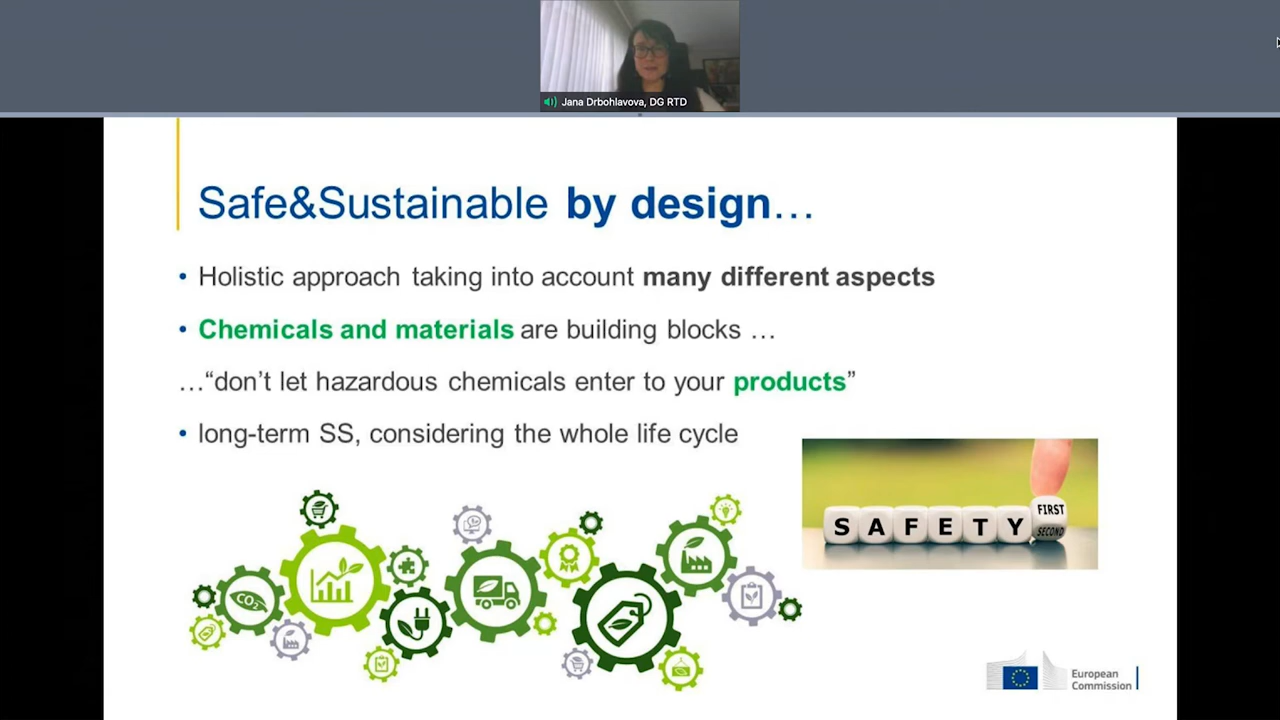 Jana Drbohlavova, DG RTD
Safe&Sustainable by design…
• Holistic approach taking into account many different aspects
• Chemicals and materials are building blocks …
…“don’t let hazardous chemicals enter to your products”
• long-term SS, considering the whole life cycle
FIRST
SAFETY
SECOND
CO₂
European
Commission